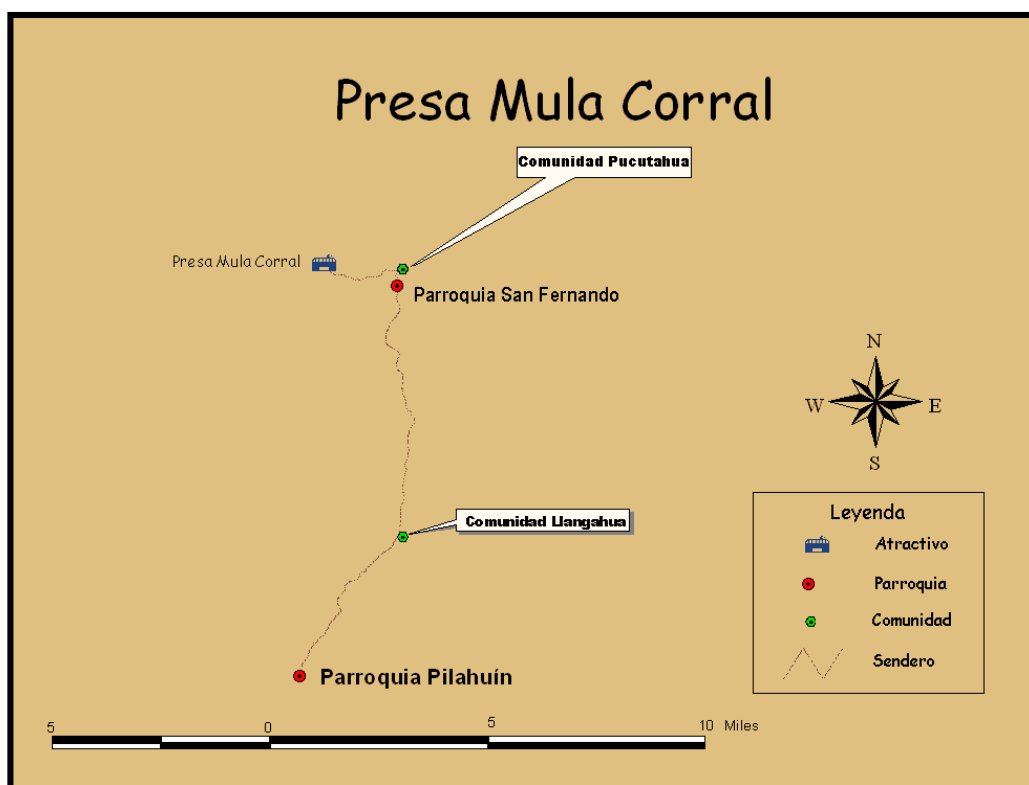 Presa Mula Corral
Comunidad Pucutahua
Presa Mula Corral
Parroquia San Fernando
N
W E
S
Comunidad Llangahua
Leyenda
Atractivo
Parroquia
Comunidad
Sendero
Parroquia Pilahuín
5 0 5 10 Miles